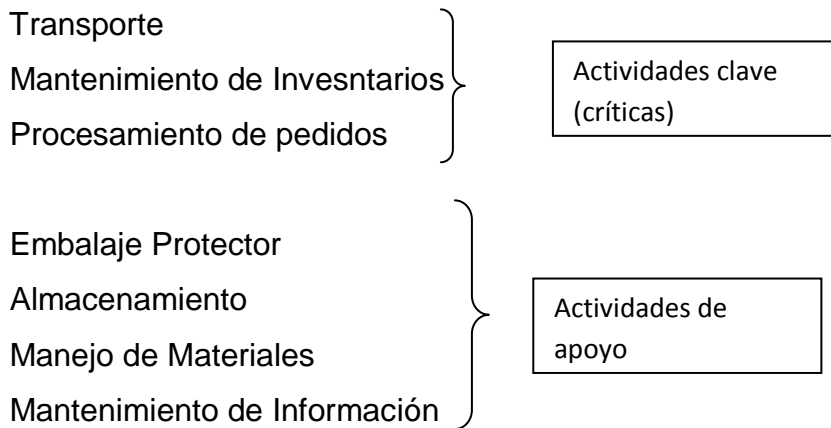 Transporte
Mantenimiento de Invesntarios
Procesamiento de pedidos
Actividades clave
(críticas)
Embalaje Protector
Almacenamiento
Manejo de Materiales
Mantenimiento de Información
Actividades de
apoyo